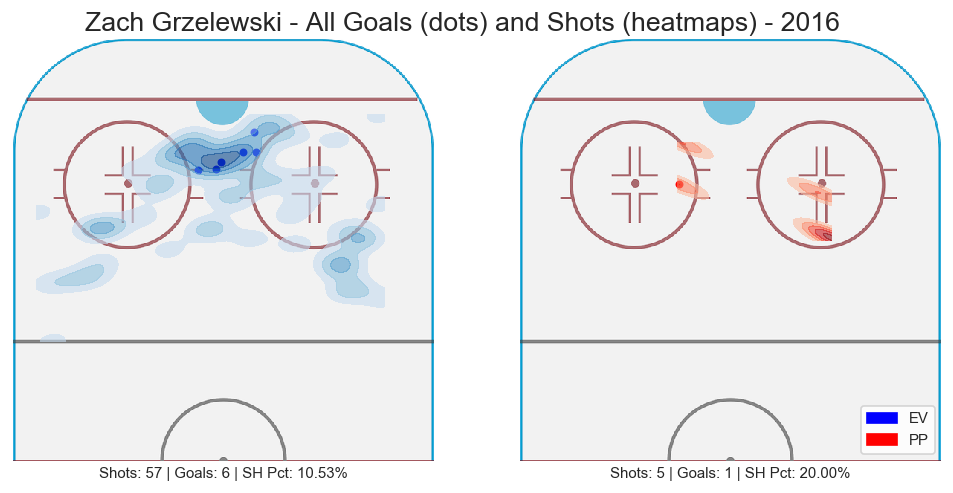 Zach Grzelewski - All Goals (dots) and Shots (heatmaps) - 2016
EV
PP
Shots: 57 | Goals: 6 | SH Pct: 10.53%
Shots: 5 | Goals: 1 | SH Pct: 20.00%